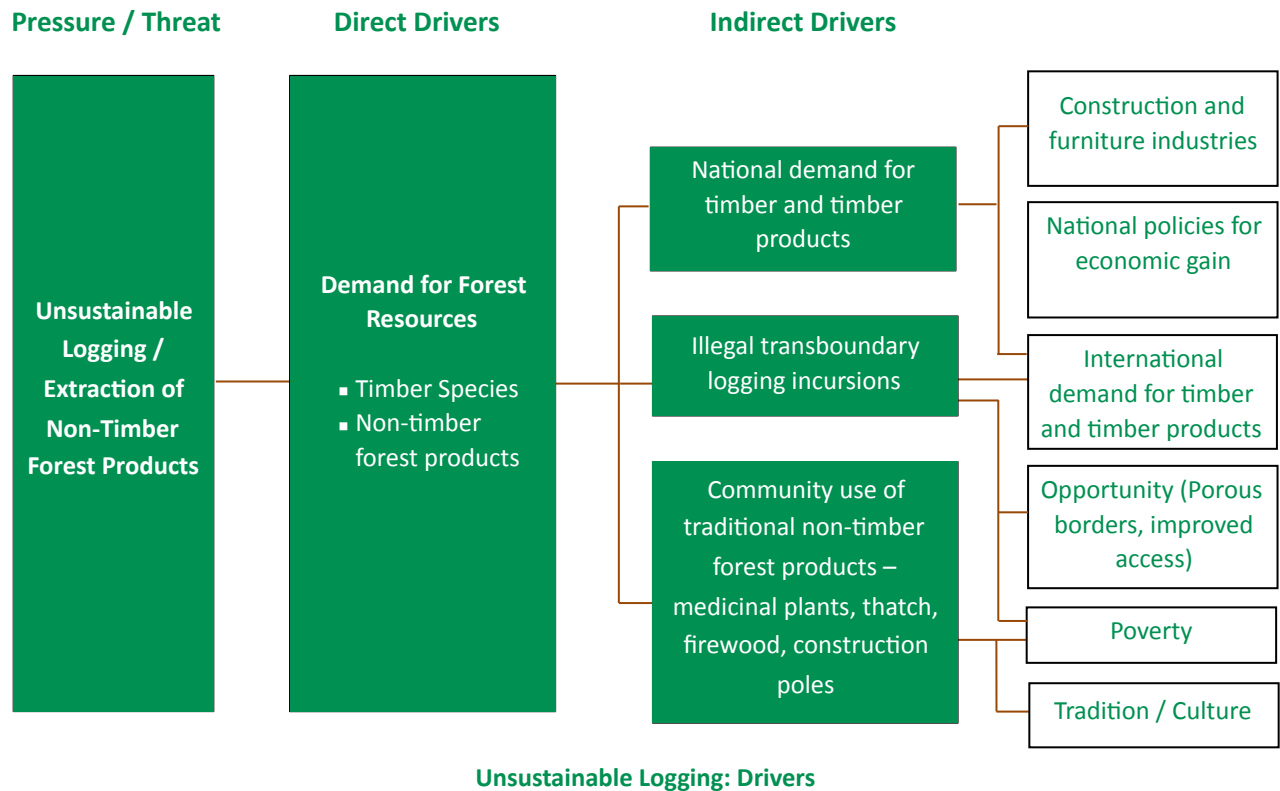 Pressure / Threat
Direct Drivers
Indirect Drivers
Unsustainable
Logging /
Extraction of
Non-Timber
Forest Products
Demand for Forest
Resources
▪ Timber Species
▪ Non-timber
forest products
National demand for
timber and timber
products
Illegal transboundary
logging incursions
Community use of
traditional non-timber
forest products –
medicinal plants, thatch,
firewood, construction
poles
Construction and
furniture industries
National policies for
economic gain
International
demand for timber
and timber products
Opportunity (Porous
borders, improved
access)
Poverty
Tradition / Culture
Unsustainable Logging: Drivers